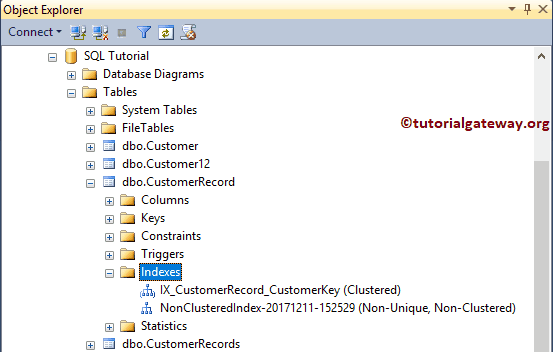 Object Explorer
Connect
SQL Tutorial
Database Diagrams
Tables
System Tables
FileTables
©tutorialgateway.org
dbo.Customer
dbo.Customer12
dbo.CustomerRecord
Columns
Keys
Constraints
Triggers
Indexes
IX_CustomerRecord_CustomerKey (Clustered)
NonClusteredIndex-20171211-152529 (Non-Unique, Non-Clustered)
Statistics
dbo.CustomerRecords